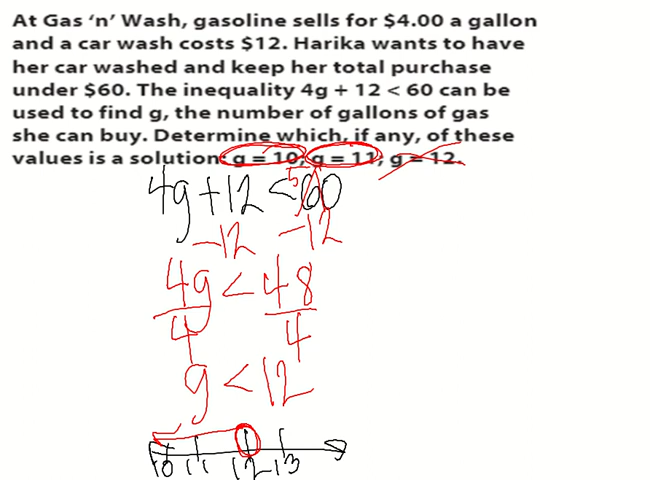 At Gas ‘n’ Wash, gasoline sells for $4.00 a gallon
and a car wash costs $12. Harika wants to have
her car washed and keep her total purchase
under $60. The inequality 4g + 12 < 60 can be
used to find g, the number of gallons of gas
she can buy. Determine which, if any, of these
values is a solution: g = 10, g = 11, g = 12.
5
4g+12 < 60
-12 -12
4g < 48
4 4
g < 12
10 11 12 13